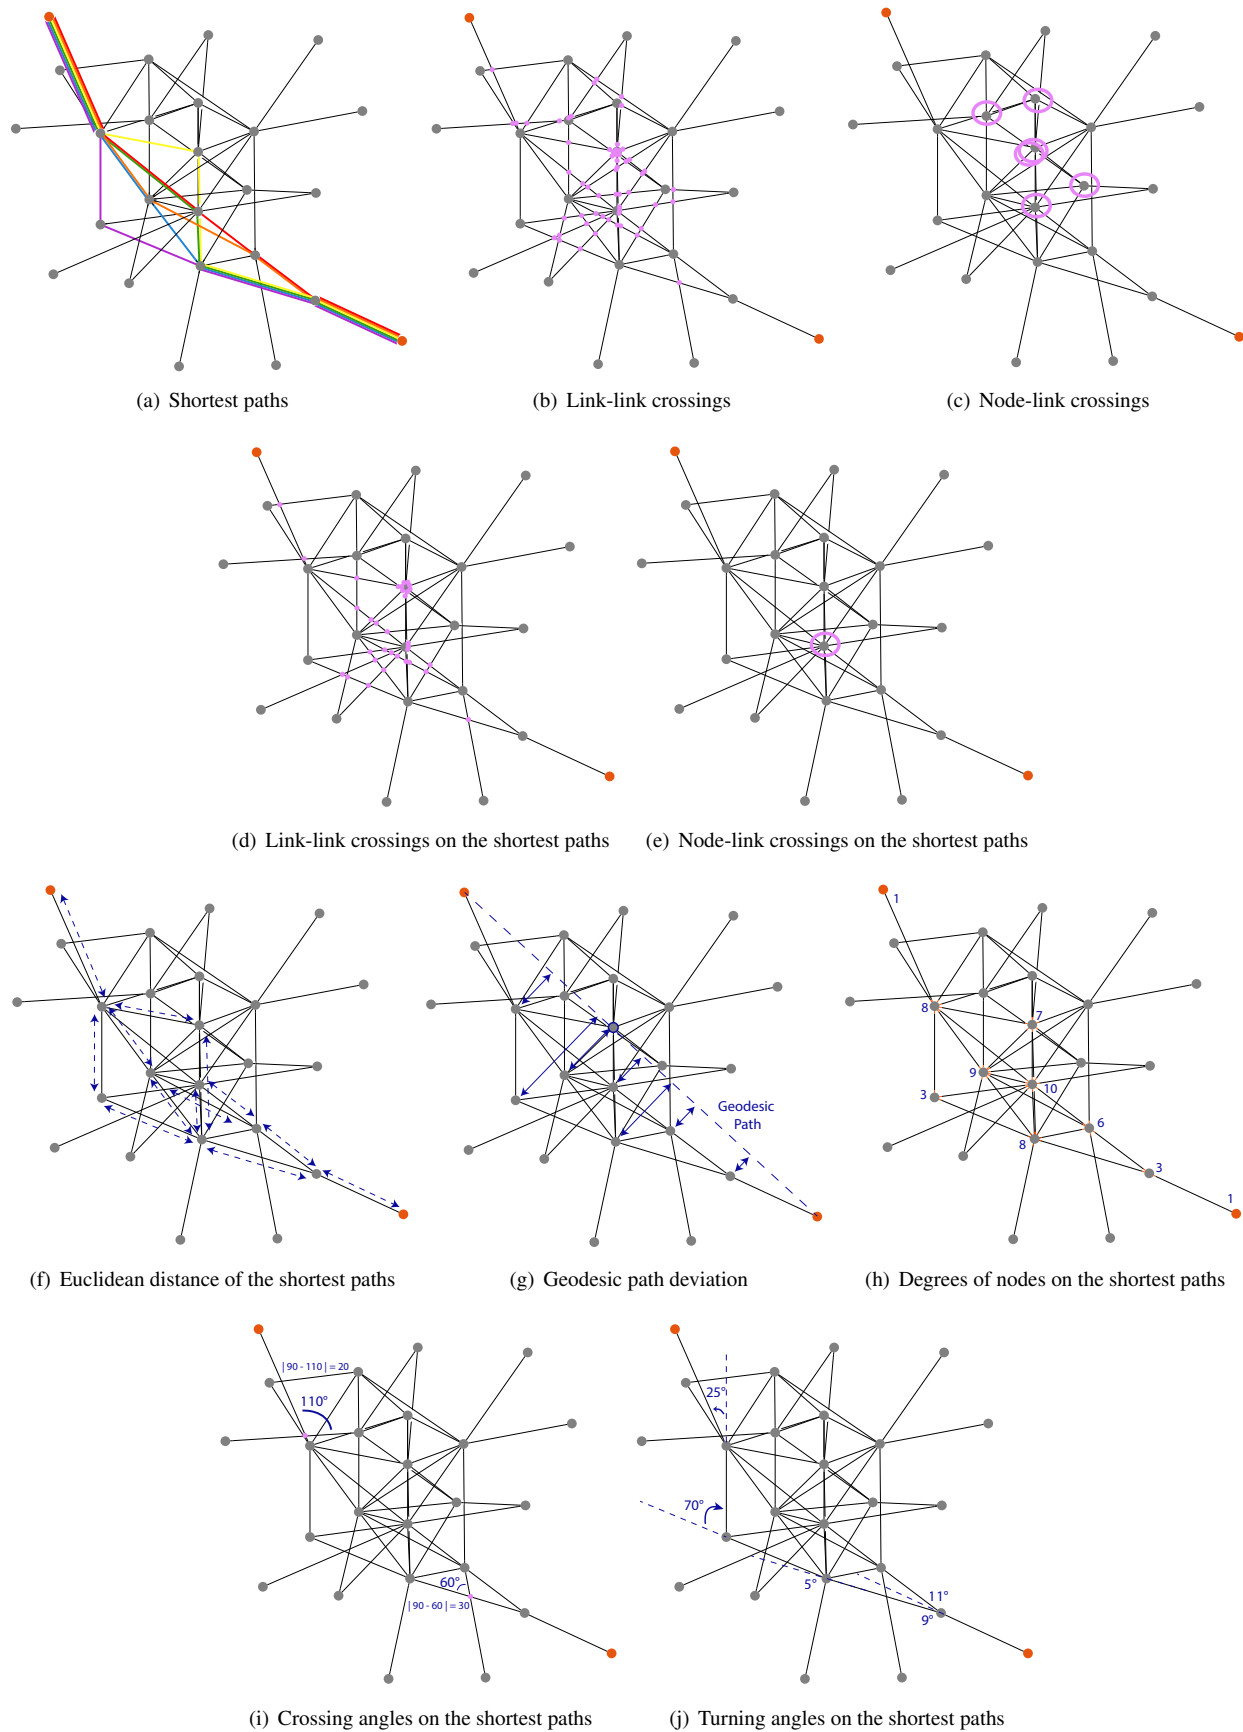 (a) Shortest paths
(b) Link-link crossings
(c) Node-link crossings
(d) Link-link crossings on the shortest paths
(e) Node-link crossings on the shortest paths
Geodesic
Path
1
8
7
9
10
3
6
8
3
1
(f) Euclidean distance of the shortest paths
(g) Geodesic path deviation
(h) Degrees of nodes on the shortest paths
| 90 - 110 | = 20
110°
60°
| 90 - 60 | = 30
25°
70°
5°
11°
9°
(i) Crossing angles on the shortest paths
(j) Turning angles on the shortest paths